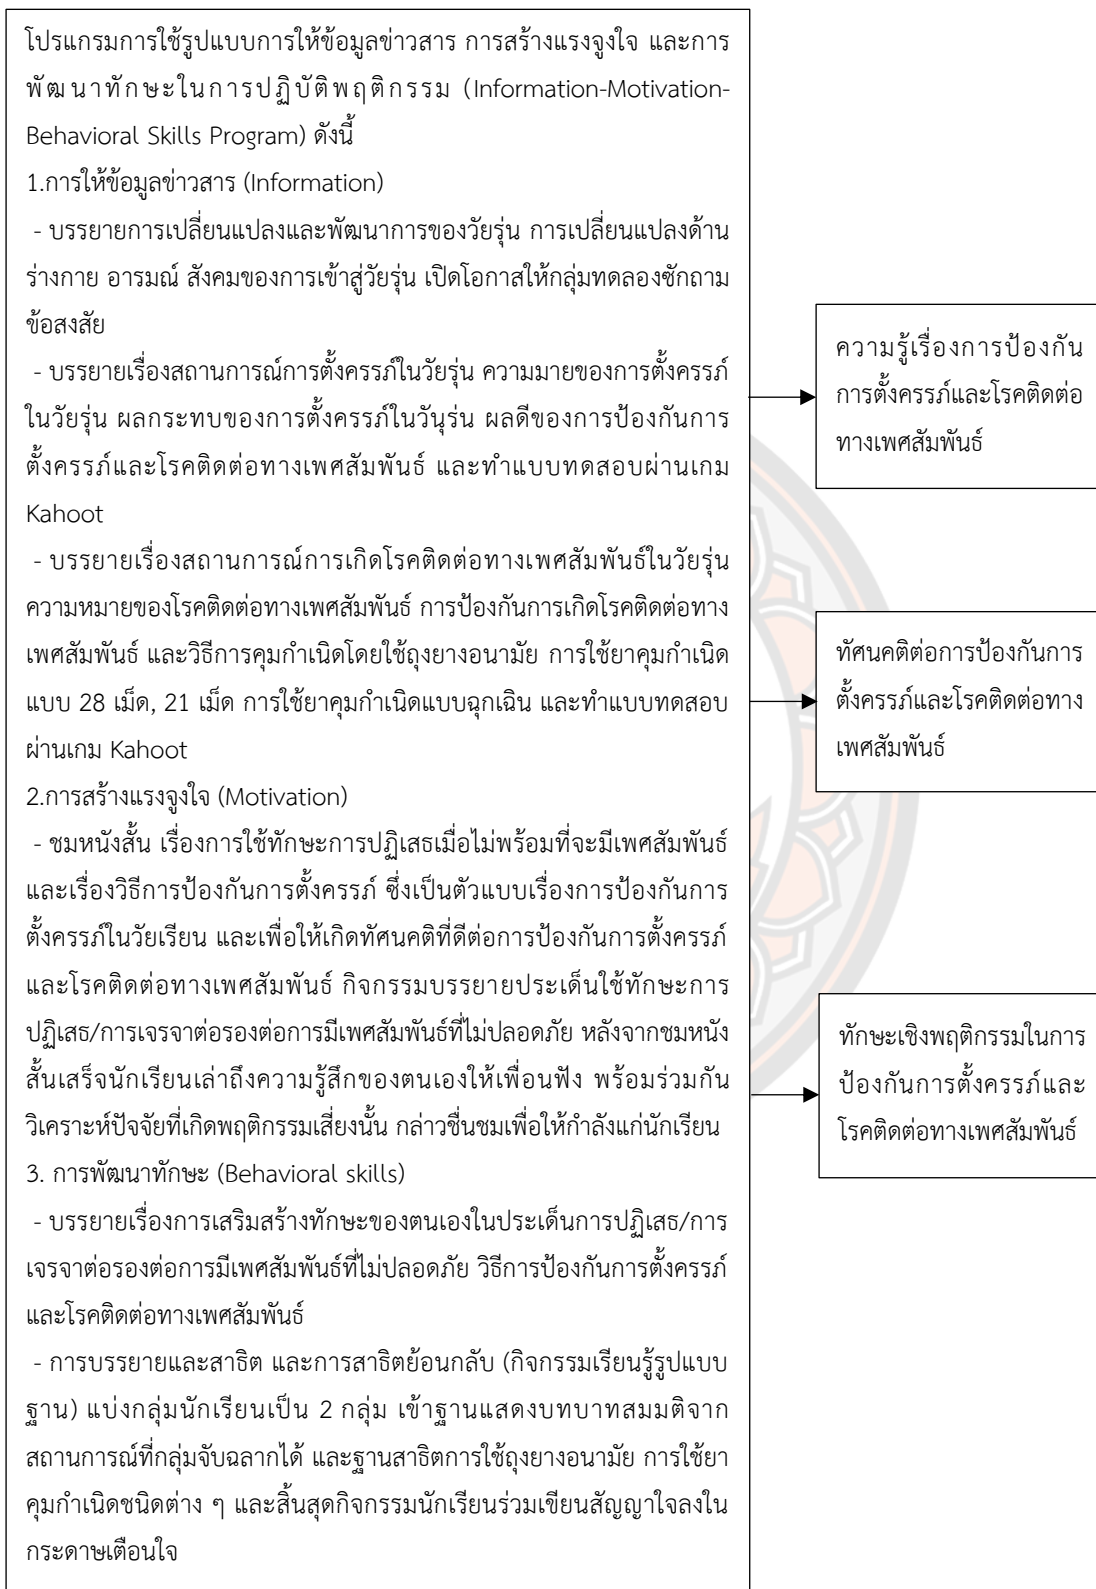 โปรแกรมการใช้รูปแบบการให้ข้อมูลข่าวสาร การสร้างแรงจูงใจ และการ
พัฒนาทักษะในการปฏิบัติพฤติกรรม (Information-Motivation-
Behavioral Skills Program) ดังนี้
1.การให้ข้อมูลข่าวสาร (Information)
- บรรยายการเปลี่ยนแปลงและพัฒนาการของวัยรุ่น การเปลี่ยนแปลงด้าน
ร่างกาย อารมณ์ สังคมของการเข้าสู่วัยรุ่น เปิดโอกาสให้กลุ่มทดลองซักถาม
ข้อสงสัย
- บรรยายเรื่องสถานการณ์การตั้งครรภ์ในวัยรุ่น ความมายของการตั้งครรภ์
ในวัยรุ่น ผลกระทบของการตั้งครรภ์ในวันุร่น ผลดีของการป้องกันการ
ตั้งครรภ์และโรคติดต่อทางเพศสัมพันธ์ และทำแบบทดสอบผ่านเกม
Kahoot
- บรรยายเรื่องสถานการณ์การเกิดโรคติดต่อทางเพศสัมพันธ์ในวัยรุ่น
ความหมายของโรคติดต่อทางเพศสัมพันธ์ การป้องกันการเกิดโรคติดต่อทาง
เพศสัมพันธ์ และวิธีการคุมกำเนิดโดยใช้ถุงยางอนามัย การใช้ยาคุมกำเนิด
แบบ 28 เม็ด, 21 เม็ด การใช้ยาคุมกำเนิดแบบฉุกเฉิน และทำแบบทดสอบ
ผ่านเกม Kahoot
2.การสร้างแรงจูงใจ (Motivation)
- ชมหนังสั้น เรื่องการใช้ทักษะการปฏิเสธเมื่อไม่พร้อมที่จะมีเพศสัมพันธ์
และเรื่องวิธีการป้องกันการตั้งครรภ์ ซึ่งเป็นตัวแบบเรื่องการป้องกันการ
ตั้งครรภ์ในวัยเรียน และเพื่อให้เกิดทัศนคติที่ดีต่อการป้องกันการตั้งครรภ์
และโรคติดต่อทางเพศสัมพันธ์ กิจกรรมบรรยายประเด็นใช้ทักษะการ
ปฏิเสธ/การเจรจาต่อรองต่อการมีเพศสัมพันธ์ที่ไม่ปลอดภัย หลังจากชมหนัง
สั้นเสร็จนักเรียนเล่าถึงความรู้สึกของตนเองให้เพื่อนฟัง พร้อมร่วมกัน
วิเคราะห์ปัจจัยที่เกิดพฤติกรรมเสี่ยงนั้น กล่าวชื่นชมเพื่อให้กำลังแก่นักเรียน
3. การพัฒนาทักษะ (Behavioral skills)
- บรรยายเรื่องการเสริมสร้างทักษะของตนเองในประเด็นการปฏิเสธ/การ
เจรจาต่อรองต่อการมีเพศสัมพันธ์ที่ไม่ปลอดภัย วิธีการป้องกันการตั้งครรภ์
และโรคติดต่อทางเพศสัมพันธ์
- การบรรยายและสาธิต และการสาธิตย้อนกลับ (กิจกรรมเรียนรู้รูปแบบ
ฐาน) แบ่งกลุ่มนักเรียนเป็น 2 กลุ่ม เข้าฐานแสดงบทบาทสมมติจาก
สถานการณ์ที่กลุ่มจับฉลากได้ และฐานสาธิตการใช้ถุงยางอนามัย การใช้ยา
คุมกำเนิดชนิดต่าง ๆ และสิ้นสุดกิจกรรมนักเรียนร่วมเขียนสัญญาใจลงใน
กระดาษเตือนใจ
ความรู้เรื่องการป้องกัน
การตั้งครรภ์และโรคติดต่อ
ทางเพศสัมพันธ์
ทัศนคติต่อการป้องกันการ
ตั้งครรภ์และโรคติดต่อทาง
เพศสัมพันธ์
ทักษะเชิงพฤติกรรมในการ
ป้องกันการตั้งครรภ์และ
โรคติดต่อทางเพศสัมพันธ์